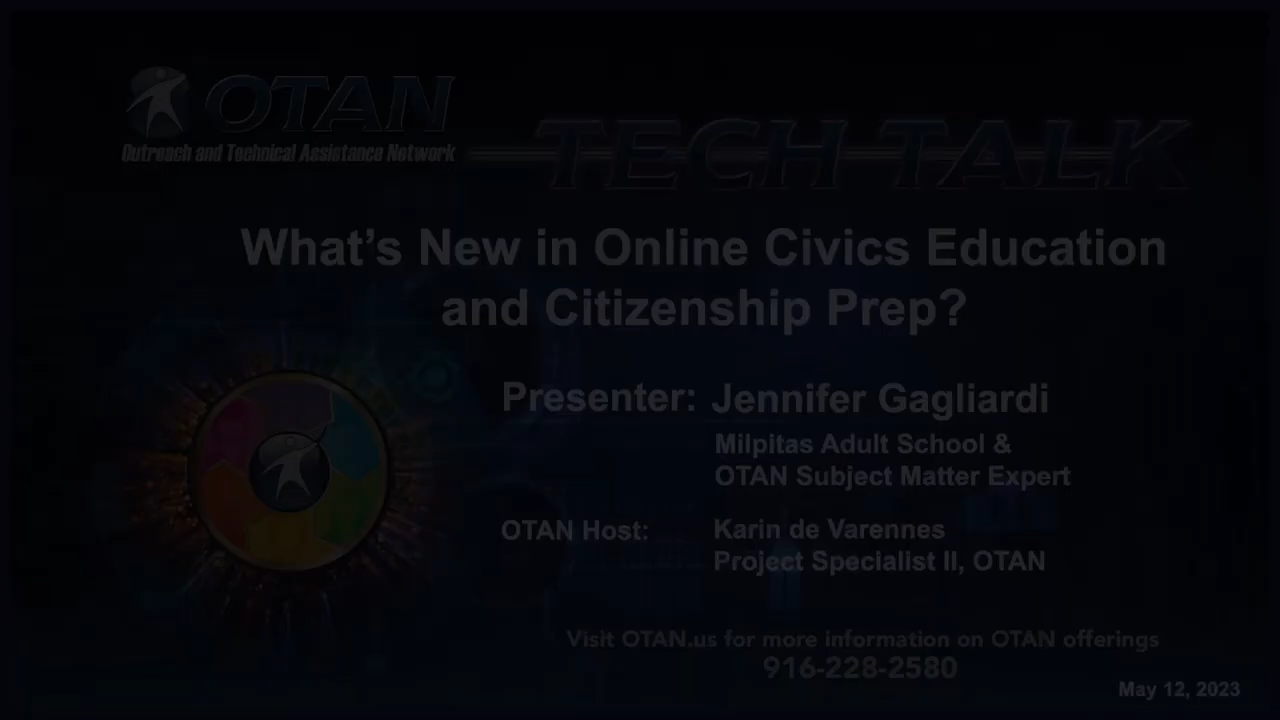 OTAN
Outreach and Technical Assistance Network
TECH TALK
What's New in Online Civics Education
and Citizenship Prep?
Presenter: Jennifer Gagliardi
Milpitas Adult School &
OTAN Subject Matter Expert
OTAN Host: Karin de Varennes
Project Specialist II, OTAN
Visit OTAN.us for more information on OTAN offerings
916-228-2580
May 12, 2023